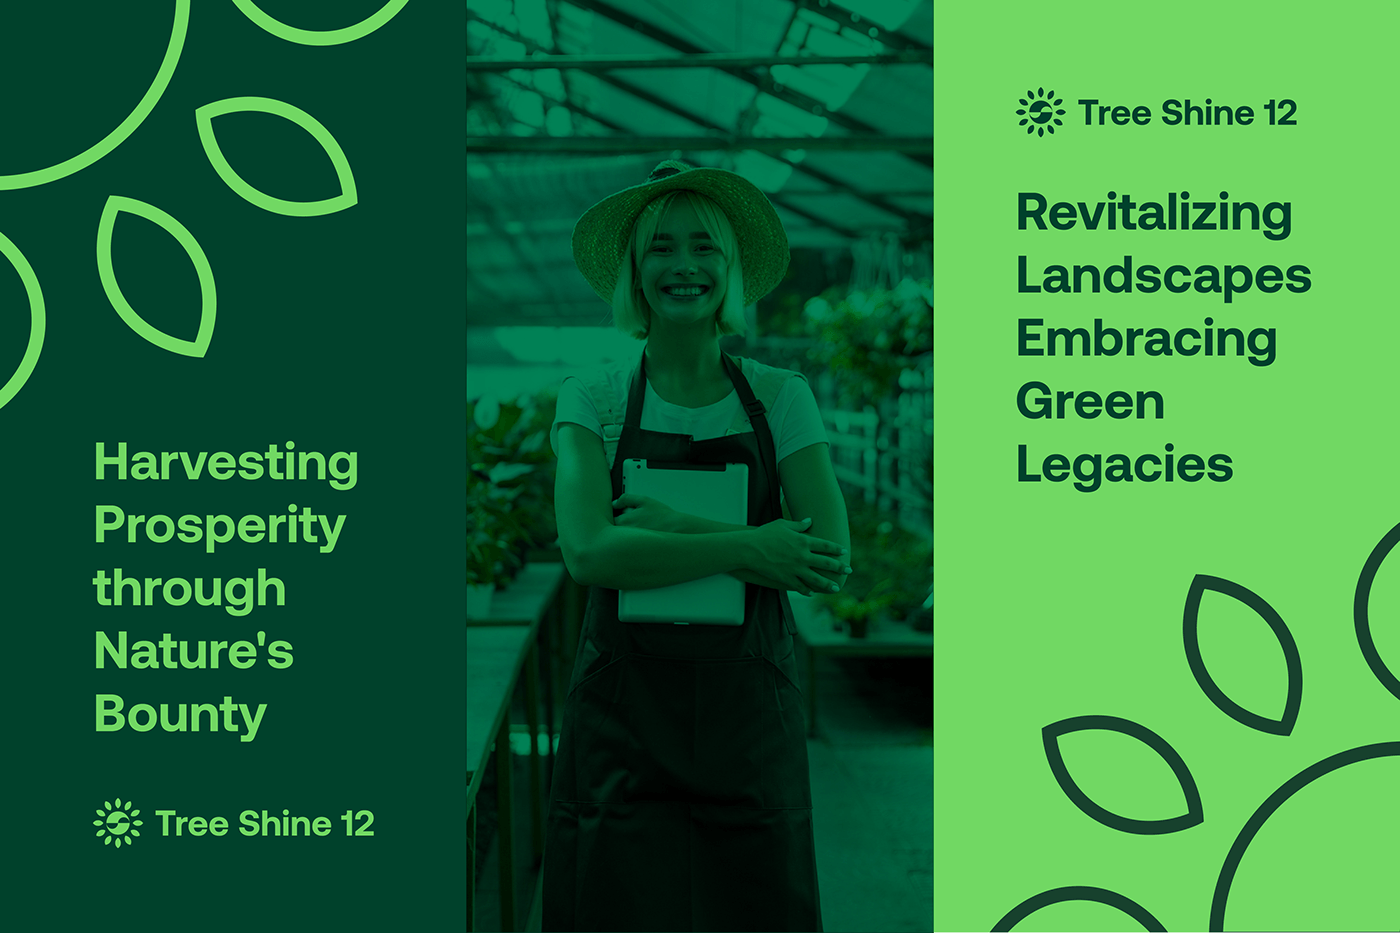 Harvesting
Prosperity
through
Nature's
Bounty
Tree Shine 12
Tree Shine 12
Revitalizing
Landscapes
Embracing
Green
Legacies